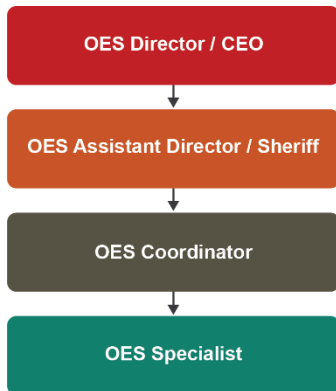 OES Director / CEO
OES Assistant Director / Sheriff
OES Coordinator
OES Specialist